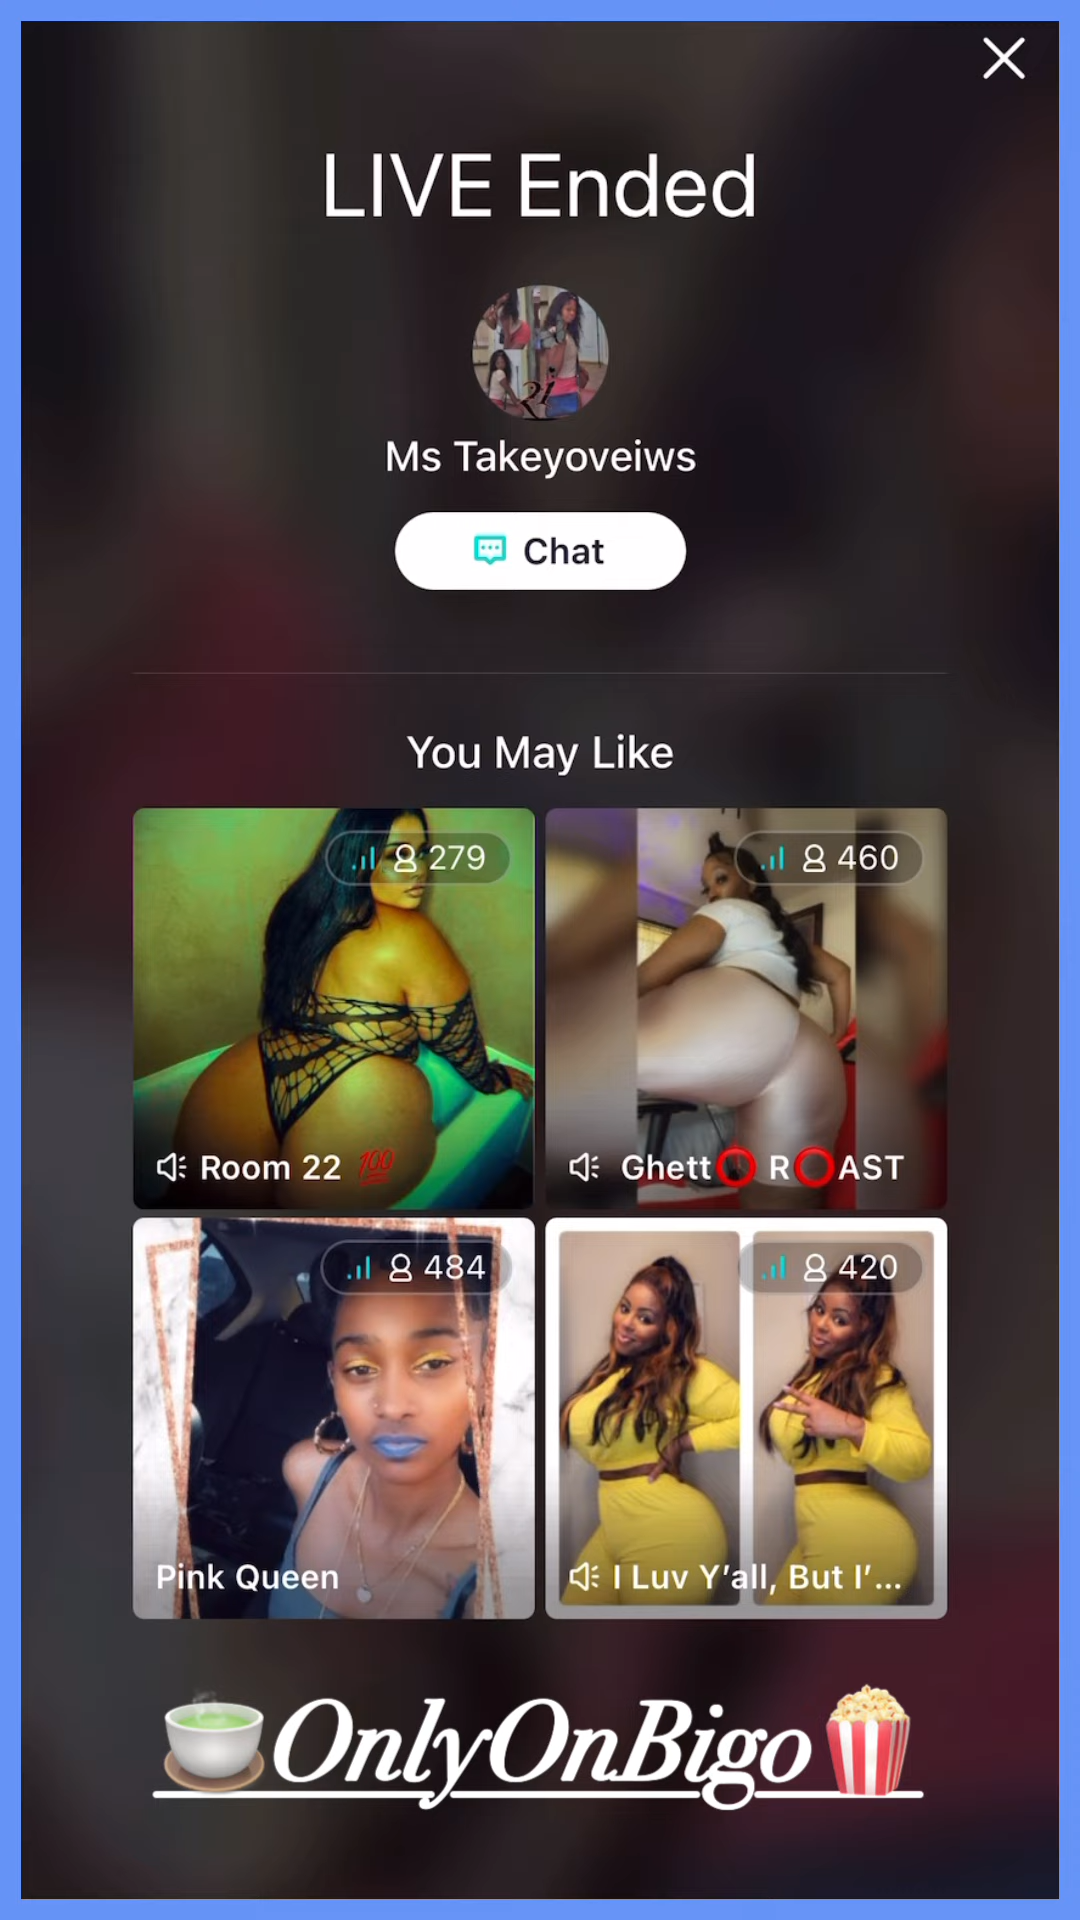 LIVE Ended
Ms Takeyoveiws
Chat
You May Like
279
460
Room 22 💯
Ghett⭕ R⭕AST
484
420
Pink Queen
I Luv Y’all, But I’...
🍵OnlyOnBigo🍿